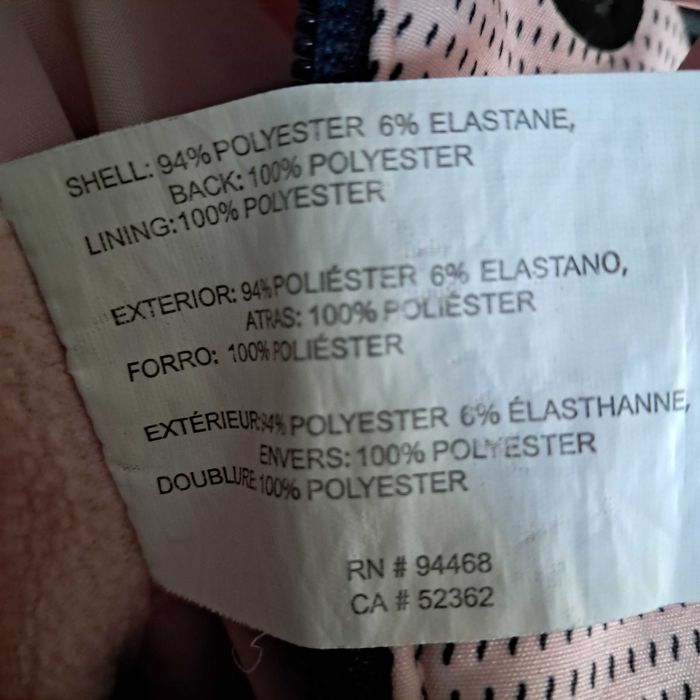 SHELL: 94% POLYESTER 6% ELASTANE,
BACK: 100% POLYESTER
LINING:100% POLYESTER
EXTERIOR: 94% POLIÉSTER 6% ELASTANO,
ATRAS: 100% POLIÉSTER
FORRO: 100% POLIÉSTER
EXTÉRIEUR:94% POLYESTER 6% ÉLASTHANNE,
ENVERS: 100% POLYESTER
DOUBLURE 100% POLYESTER
RN # 94468
CA # 52362